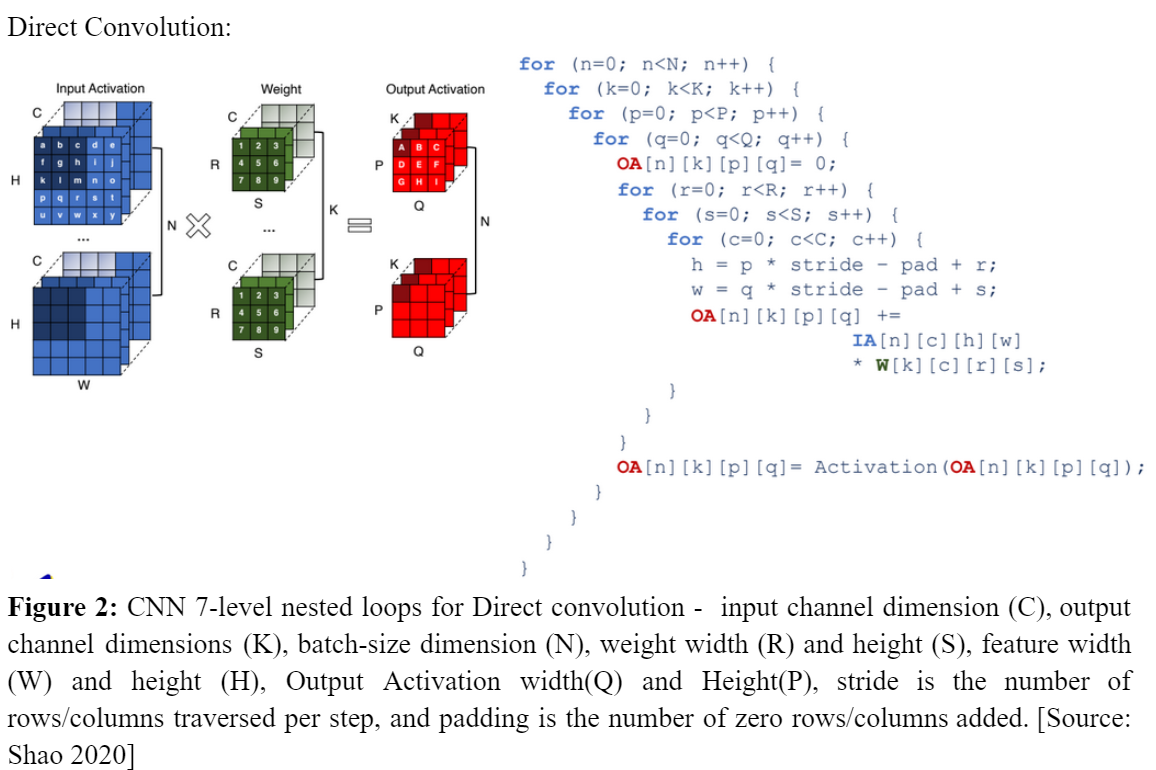 Direct Convolution:
Input Activation
Weight
Output Activation
C
a b c d e
f g h i j
k l m n o
p q r s t
u v w x y
H
N
...
C
H
W
C
1 2 3
4 5 6
7 8 9
R
S
K
...
C
1 2 3
4 5 6
7 8 9
R
S
K
A B C
D E F
G H I
P
Q
N
K
P
Q
for (n=0; n<N; n++) {
for (k=0; k<K; k++) {
for (p=0; p<P; p++) {
for (q=0; q<Q; q++) {
OA[n][k][p][q]= 0;
for (r=0; r<R; r++) {
for (s=0; s<S; s++) {
for (c=0; c<C; c++) {
h = p * stride - pad + r;
w = q * stride - pad + s;
OA[n][k][p][q] +=
IA[n][c][h][w]
* W[k][c][r][s];
}
}
}
OA[n][k][p][q]= Activation(OA[n][k][p][q]);
}
}
}
}
Figure 2: CNN 7-level nested loops for Direct convolution - input channel dimension (C), output
channel dimensions (K), batch-size dimension (N), weight width (R) and height (S), feature width
(W) and height (H), Output Activation width(Q) and Height(P), stride is the number of
rows/columns traversed per step, and padding is the number of zero rows/columns added. [Source:
Shao 2020]